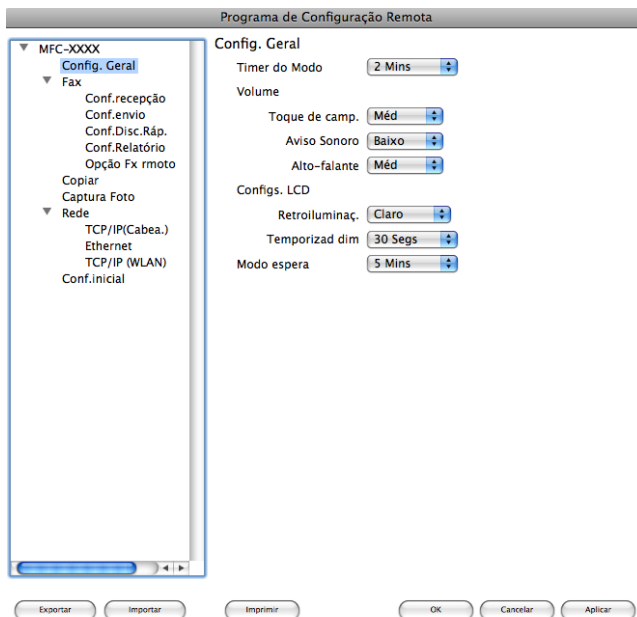 Programa de Configuração Remota
MFC-XXXX
Config. Geral
Fax
Conf.recepção
Conf.envio
Conf.Disc.Ráp.
Conf.Relatório
Opção Fx rmoto
Copiar
Captura Foto
Rede
TCP/IP(Cabea.)
Ethernet
TCP/IP (WLAN)
Conf.inicial
Config. Geral
Timer do Modo 2 Mins
Volume
Toque de camp. Méd
Aviso Sonoro Baixo
Alto-falante Méd
Configs. LCD
Retroiluminaç. Claro
Temporizad dim 30 Segs
Modo espera 5 Mins
Exportar Importar Imprimir OK Cancelar Aplicar